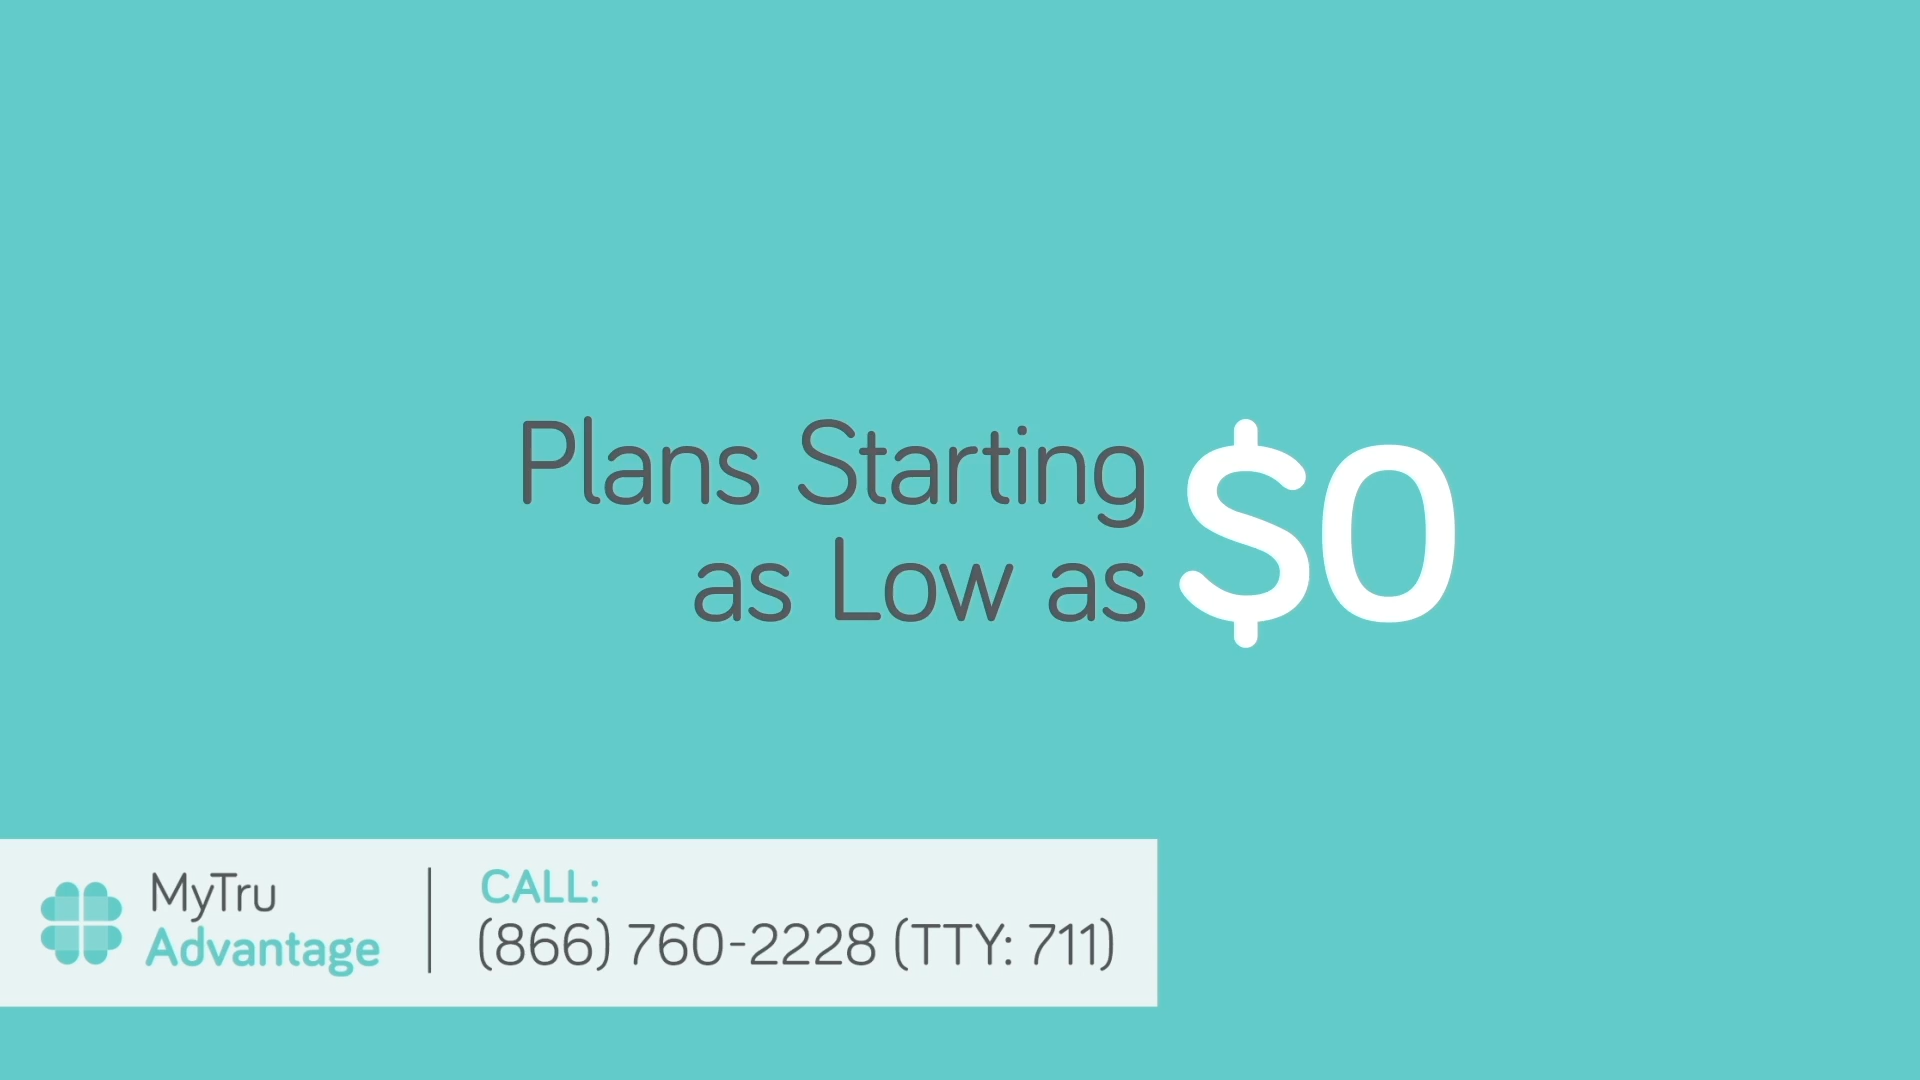 Plans Starting
as Low as
$0
MyTru
Advantage
CALL:
(866) 760-2228 (TTY: 711)